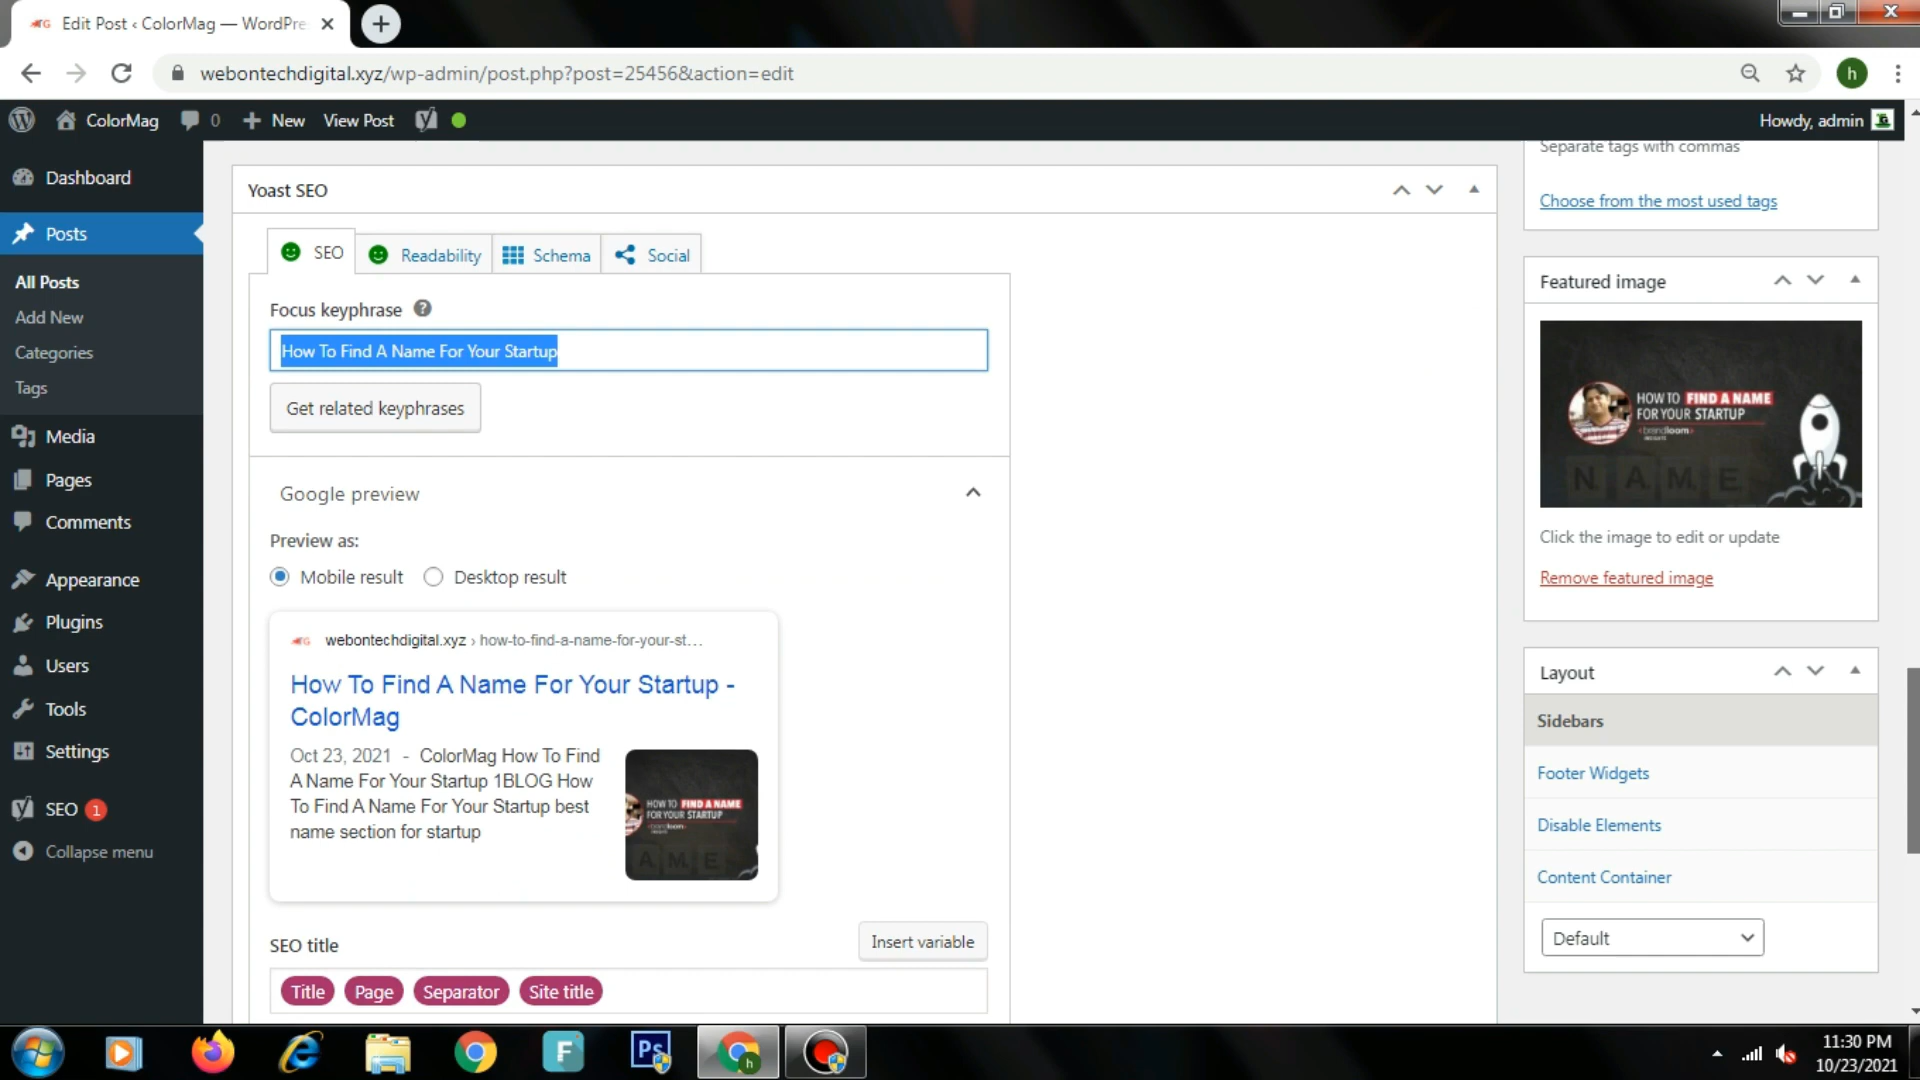 Edit Post ‹ ColorMag — WordPre
webontechdigital.xyz/wp-admin/post.php?post=25456&action=edit
h
ColorMag
0
New
View Post
Howdy, admin
Dashboard
Posts
All Posts
Add New
Categories
Tags
Media
Pages
Comments
Appearance
Plugins
Users
Tools
Settings
SEO 1
Collapse menu
Yoast SEO
SEO
Readability
Schema
Social
Focus keyphrase
How To Find A Name For Your Startup
Get related keyphrases
Google preview
Preview as:
Mobile result
Desktop result
webontechdigital.xyz › how-to-find-a-name-for-your-st...
How To Find A Name For Your Startup -
ColorMag
Oct 23, 2021 - ColorMag How To Find
A Name For Your Startup 1BLOG How
To Find A Name For Your Startup best
name section for startup
HOW TO FIND A NAME
FOR YOUR STARTUP
brandloom
AME
SEO title
Insert variable
Title
Page
Separator
Site title
Separate tags with commas
Choose from the most used tags
Featured image
HOW TO FIND A NAME
FOR YOUR STARTUP
‹brandloom›
NAME
Click the image to edit or update
Remove featured image
Layout
Sidebars
Footer Widgets
Disable Elements
Content Container
Default
F
Ps
h
11:30 PM
10/23/2021